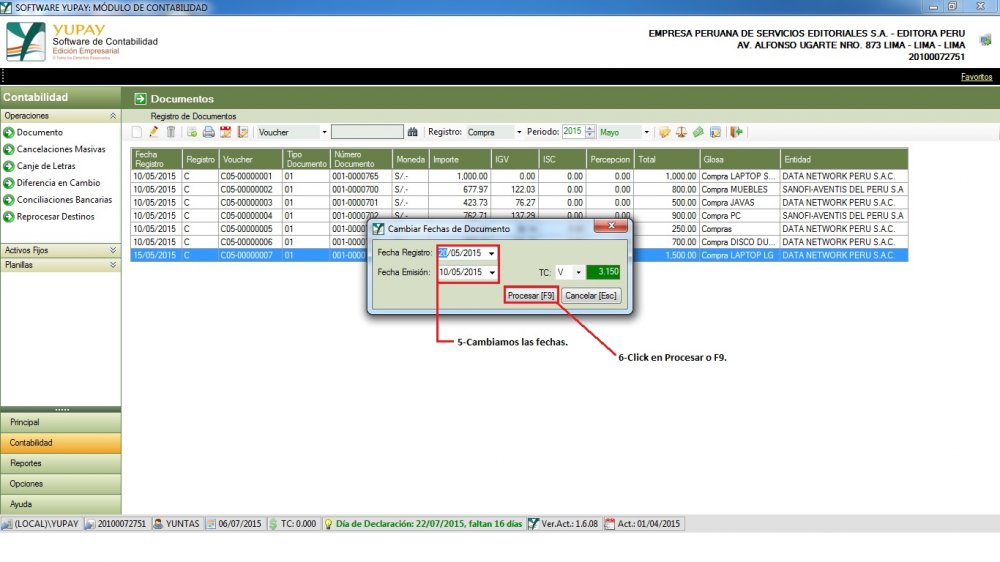 SOFTWARE YUPAY: MÓDULO DE CONTABILIDAD
YUPAY
Software de Contabilidad
Edición Empresarial
EMPRESA PERUANA DE SERVICIOS EDITORIALES S.A. - EDITORA PERU
AV. ALFONSO UGARTE NRO. 873 LIMA - LIMA - LIMA
20100072751
Favoritos
Contabilidad
Documentos
Operaciones
Registro de Documentos
Documento
Voucher Registro: Compra Periodo: 2015 Mayo
Cancelaciones Masivas
Canje de Letras
Diferencia en Cambio
Conciliaciones Bancarias
Reprocesar Destinos
Activos Fijos
Planillas
Fecha Registro Registro Voucher Tipo Documento Número Documento Moneda Importe IGV ISC Percepcion Total Glosa Entidad
10/05/2015 C C05-00000001 01 001-0000765 S/.- 1,000.00 0.00 0.00 0.00 1,000.00 Compra LAPTOP S... DATA NETWORK PERU S.A.C.
10/05/2015 C C05-00000002 01 001-0000700 S/.- 677.97 122.03 0.00 0.00 800.00 Compra MUEBLES SANOFI-AVENTIS DEL PERU S.A
10/05/2015 C C05-00000003 01 001-0000701 S/.- 423.73 76.27 0.00 0.00 500.00 Compra JAVAS DATA NETWORK PERU S.A.C.
10/05/2015 C C05-00000004 01 001-0000702 S/.- 762.71 137.29 0.00 0.00 900.00 Compra PC SANOFI-AVENTIS DEL PERU S.A
10/05/2015 C C05-00000005 01 001-0000 250.00 Compras DATA NETWORK PERU S.A.C.
10/05/2015 C C05-00000006 01 001-0000 700.00 Compra DISCO DU... DATA NETWORK PERU S.A.C.
15/05/2015 C C05-00000007 01 001-0000 1,500.00 Compra LAPTOP LG DATA NETWORK PERU S.A.C.
Cambiar Fechas de Documento
Fecha Registro: 20/05/2015
Fecha Emisión: 10/05/2015 TC: V 3.150
Procesar [F9] Cancelar [Esc]
5-Cambiamos las fechas.
6-Click en Procesar o F9.
Principal
Contabilidad
Reportes
Opciones
Ayuda
(LOCAL)\YUPAY 20100072751 YUNTAS 06/07/2015 TC: 0.000 Día de Declaración: 22/07/2015, faltan 16 días Ver.Act.: 1.6.08 Act.: 01/04/2015